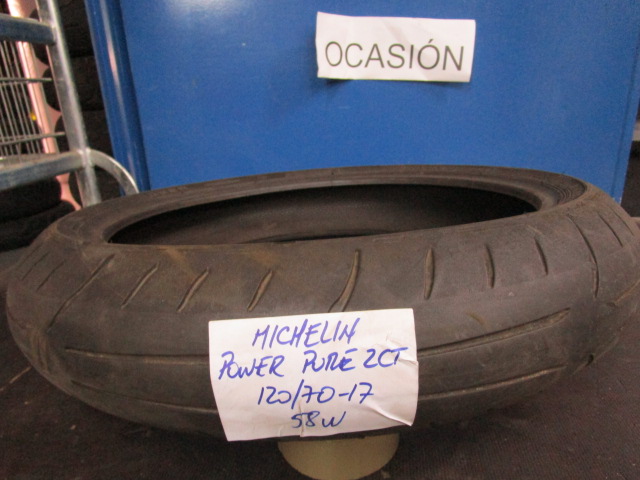 OCASIÓN
MICHELIN
POWER PURE 2CT
120/70-17
58W